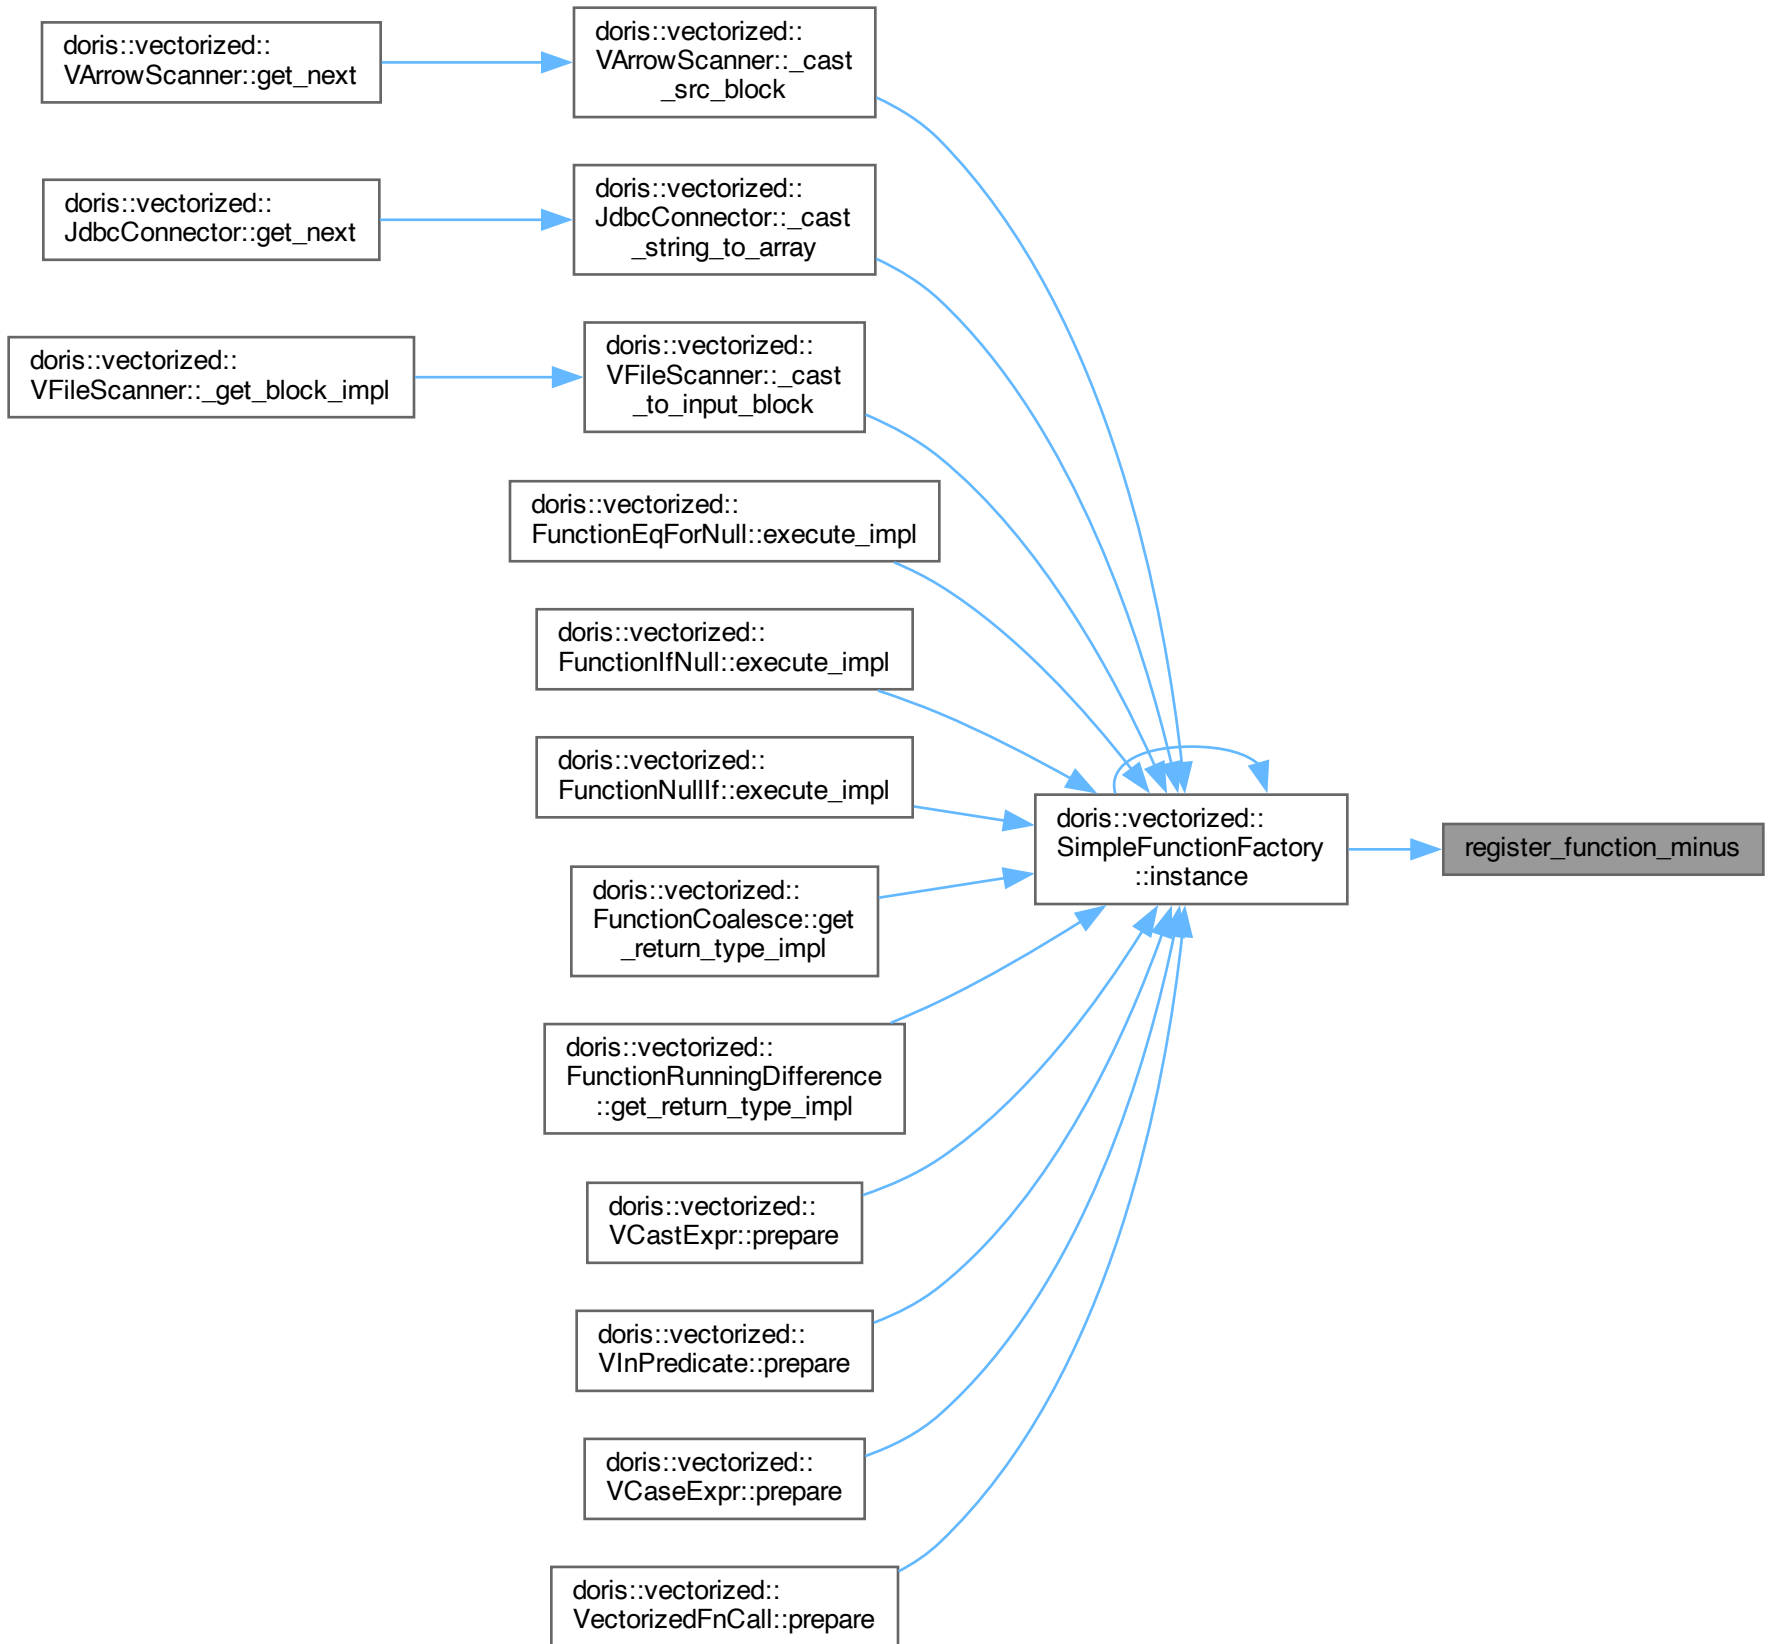 doris::vectorized::
VArrowScanner::get_next
doris::vectorized::
VArrowScanner::_cast
_src_block
doris::vectorized::
JdbcConnector::get_next
doris::vectorized::
JdbcConnector::_cast
_string_to_array
doris::vectorized::
VFileScanner::_get_block_impl
doris::vectorized::
VFileScanner::_cast
_to_input_block
doris::vectorized::
FunctionEqForNull::execute_impl
doris::vectorized::
FunctionIfNull::execute_impl
doris::vectorized::
FunctionNullIf::execute_impl
doris::vectorized::
SimpleFunctionFactory
::instance
register_function_minus
doris::vectorized::
FunctionCoalesce::get
_return_type_impl
doris::vectorized::
FunctionRunningDifference
::get_return_type_impl
doris::vectorized::
VCastExpr::prepare
doris::vectorized::
VInPredicate::prepare
doris::vectorized::
VCaseExpr::prepare
doris::vectorized::
VectorizedFnCall::prepare